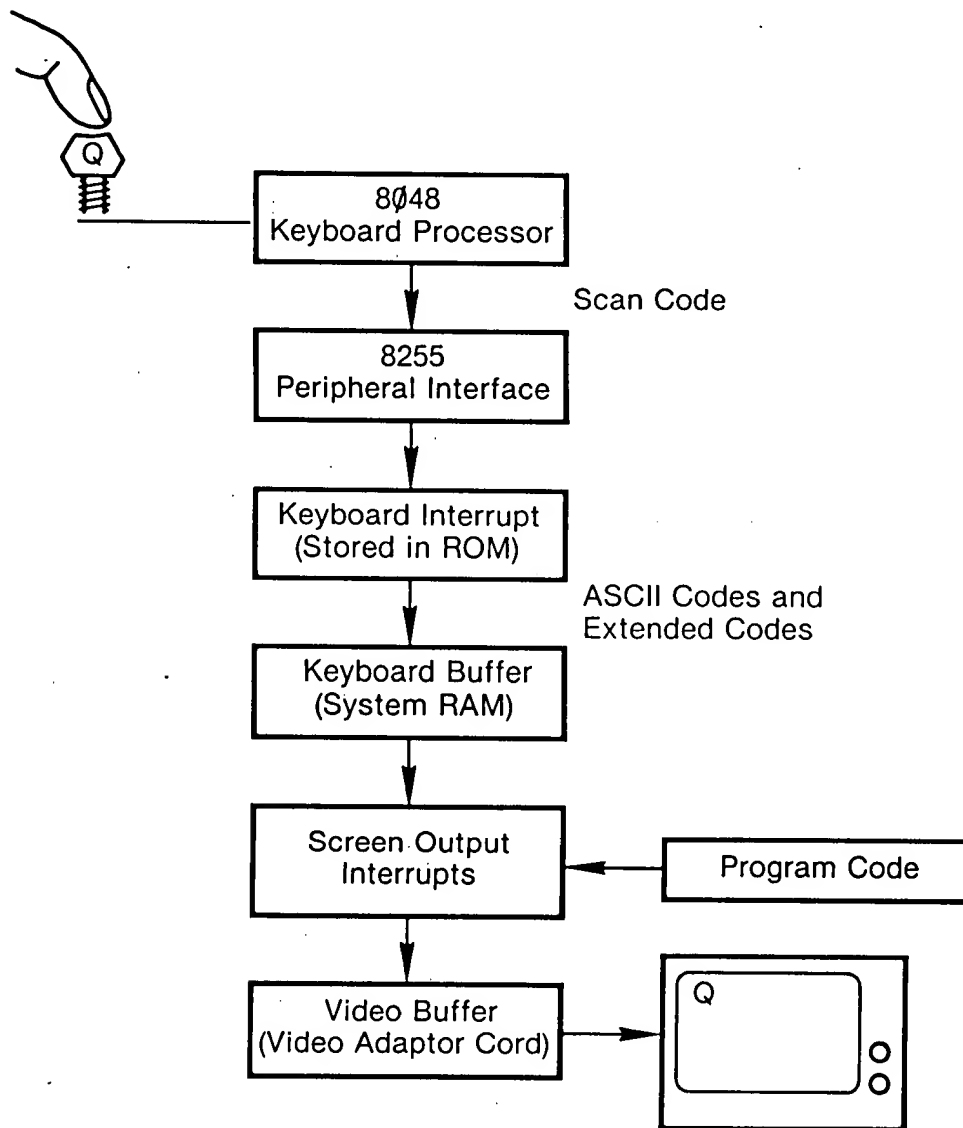 Q
8Ø48
Keyboard Processor
Scan Code
8255
Peripheral Interface
Keyboard Interrupt
(Stored in ROM)
ASCII Codes and
Extended Codes
Keyboard Buffer
(System RAM)
Screen Output
Interrupts
Program Code
Video Buffer
(Video Adaptor Cord)
Q